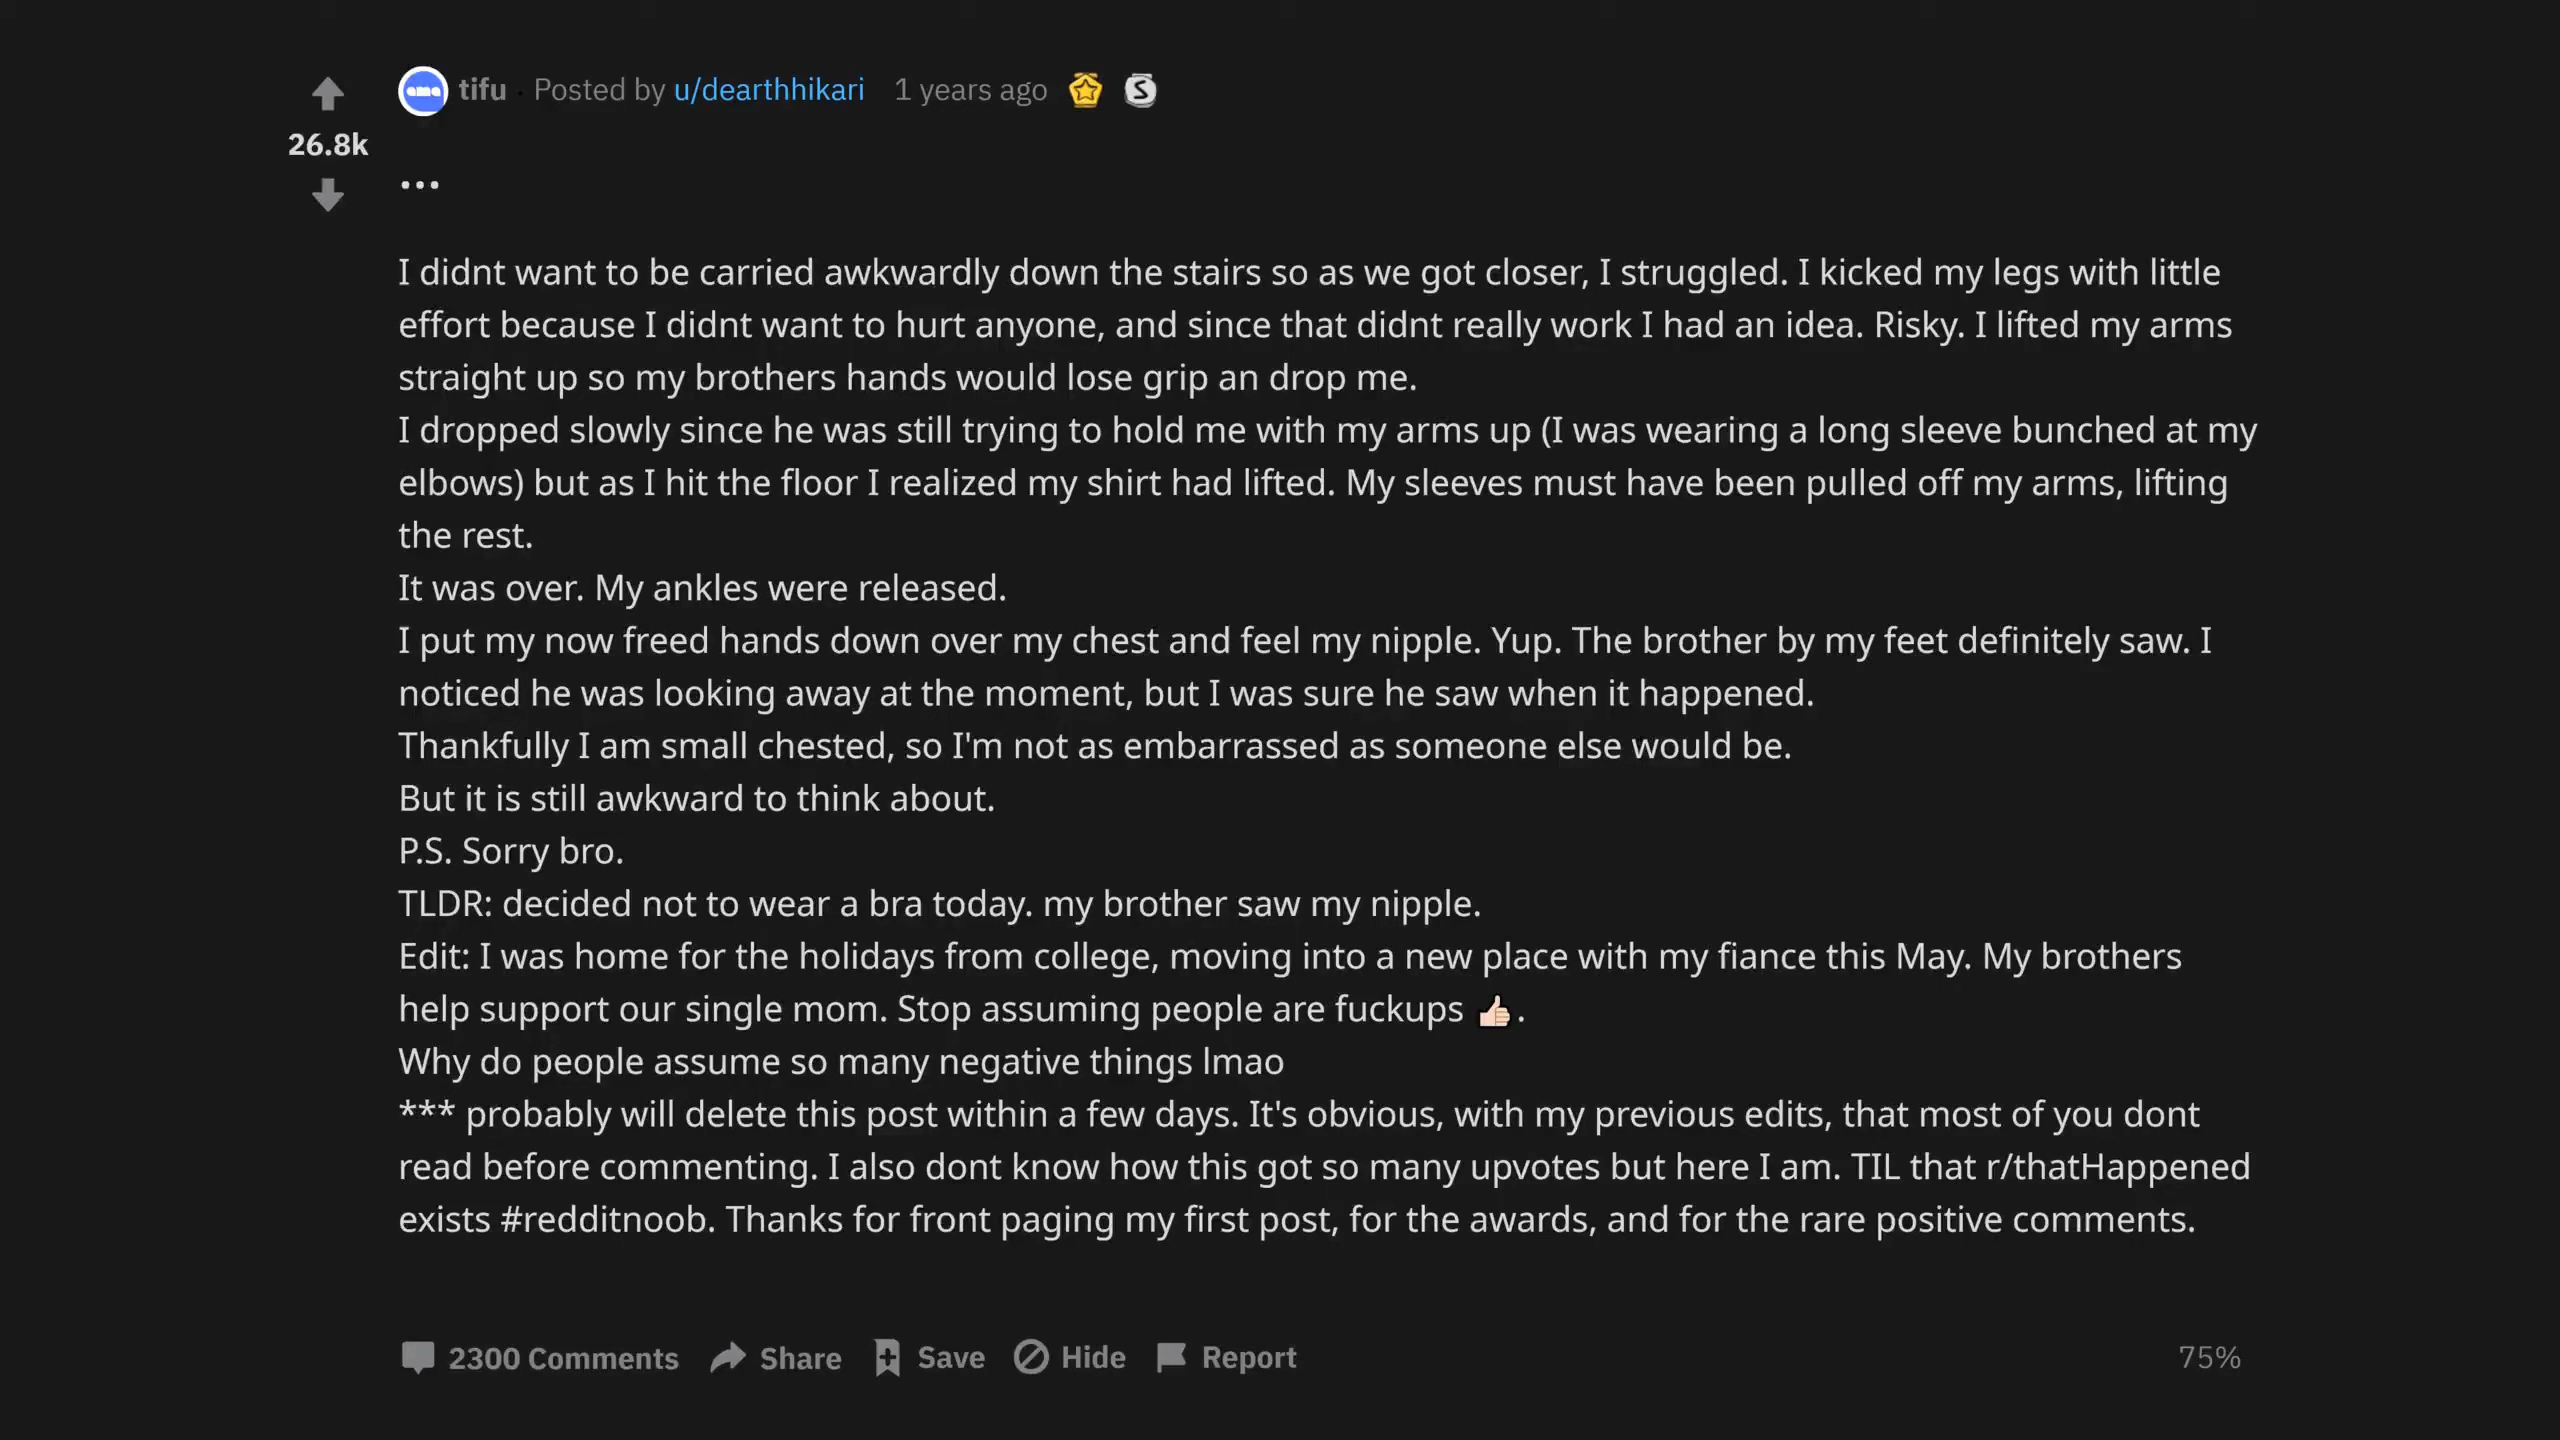 tifu · Posted by u/dearthhikari 1 years ago
26.8k
...
I didnt want to be carried awkwardly down the stairs so as we got closer, I struggled. I kicked my legs with little
effort because I didnt want to hurt anyone, and since that didnt really work I had an idea. Risky. I lifted my arms
straight up so my brothers hands would lose grip an drop me.
I dropped slowly since he was still trying to hold me with my arms up (I was wearing a long sleeve bunched at my
elbows) but as I hit the floor I realized my shirt had lifted. My sleeves must have been pulled off my arms, lifting
the rest.
It was over. My ankles were released.
I put my now freed hands down over my chest and feel my nipple. Yup. The brother by my feet definitely saw. I
noticed he was looking away at the moment, but I was sure he saw when it happened.
Thankfully I am small chested, so I'm not as embarrassed as someone else would be.
But it is still awkward to think about.
P.S. Sorry bro.
TLDR: decided not to wear a bra today. my brother saw my nipple.
Edit: I was home for the holidays from college, moving into a new place with my fiance this May. My brothers
help support our single mom. Stop assuming people are fuckups 👍🏻.
Why do people assume so many negative things lmao
*** probably will delete this post within a few days. It's obvious, with my previous edits, that most of you dont
read before commenting. I also dont know how this got so many upvotes but here I am. TIL that r/thatHappened
exists #redditnoob. Thanks for front paging my first post, for the awards, and for the rare positive comments.
2300 Comments Share Save Hide Report 75%